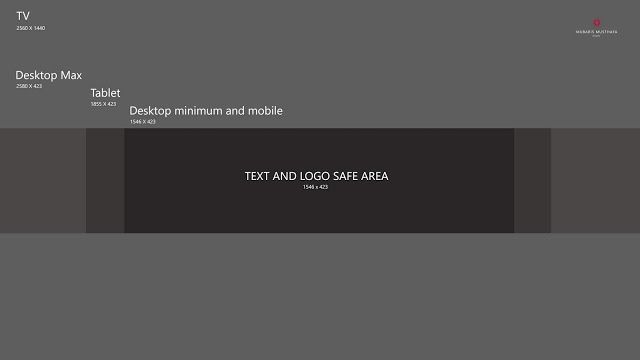 TV
2560 X 1440
MUBARIS MUSTHAFA
Desktop Max
2580 X 423
Tablet
1855 X 423
Desktop minimum and mobile
1546 X 423
TEXT AND LOGO SAFE AREA
1546 x 423